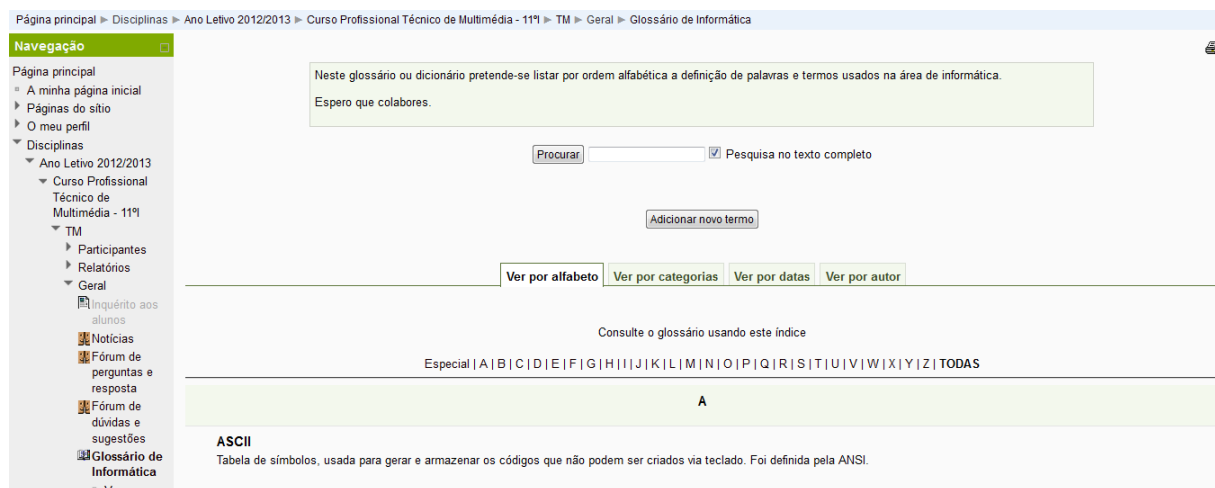 Página principal ► Disciplinas ► Ano Letivo 2012/2013 ► Curso Profissional Técnico de Multimédia - 11ºI ► TM ► Geral ► Glossário de Informática
Navegação
Página principal
A minha página inicial
Páginas do sítio
O meu perfil
Disciplinas
Ano Letivo 2012/2013
Curso Profissional
Técnico de
Multimédia - 11ºI
TM
Participantes
Relatórios
Geral
Inquérito aos
alunos
Notícias
Fórum de
perguntas e
resposta
Fórum de
dúvidas e
sugestões
Glossário de
Informática
Neste glossário ou dicionário pretende-se listar por ordem alfabética a definição de palavras e termos usados na área de informática.
Espero que colabores.
Procurar Pesquisa no texto completo
Adicionar novo termo
Ver por alfabeto Ver por categorias Ver por datas Ver por autor
Consulte o glossário usando este índice
Especial | A | B | C | D | E | F | G | H | I | J | K | L | M | N | O | P | Q | R | S | T | U | V | W | X | Y | Z | TODAS
A
ASCII
Tabela de símbolos, usada para gerar e armazenar os códigos que não podem ser criados via teclado. Foi definida pela ANSI.